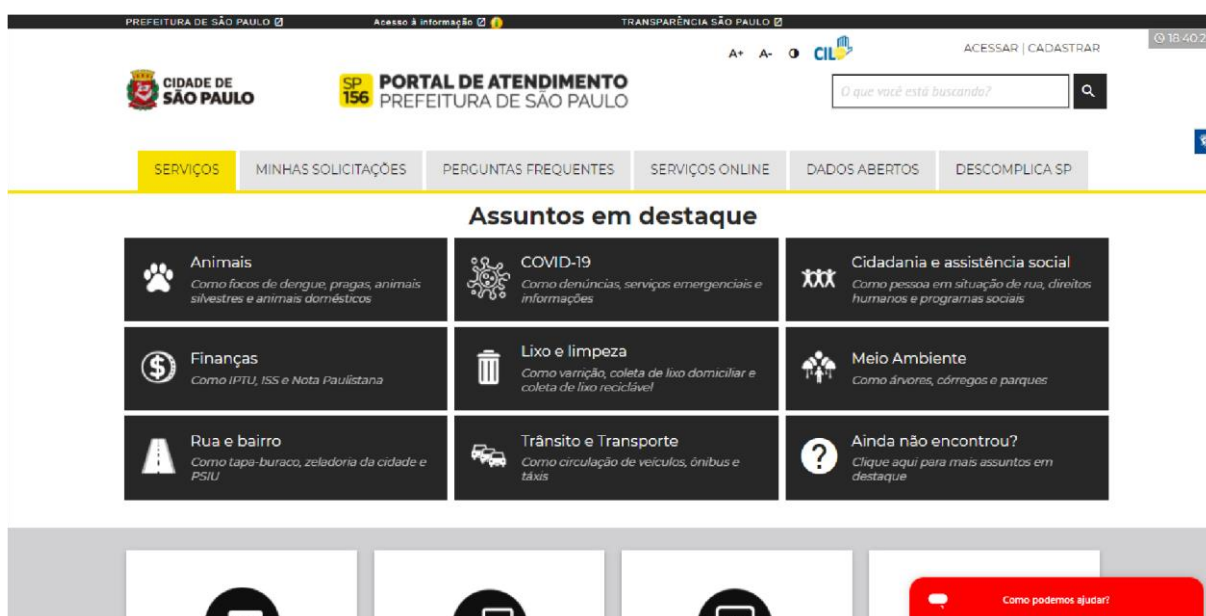 PREFEITURA DE SÃO PAULO
Acesso à informação
TRANSPARÊNCIA SÃO PAULO
A+ A-
CIL
ACESSAR | CADASTRAR
18:40:2
CIDADE DE
SÃO PAULO
SP
156
PORTAL DE ATENDIMENTO
PREFEITURA DE SÃO PAULO
O que você está buscando?
SERVIÇOS
MINHAS SOLICITAÇÕES
PERGUNTAS FREQUENTES
SERVIÇOS ONLINE
DADOS ABERTOS
DESCOMPLICA SP
Assuntos em destaque
Animais
Como focos de dengue, pragas, animais
silvestres e animais domésticos
COVID-19
Como denúncias, serviços emergenciais e
informações
Cidadania e assistência social
Como pessoa em situação de rua, direitos
humanos e programas sociais
Finanças
Como IPTU, ISS e Nota Paulistana
Lixo e limpeza
Como varrição, coleta de lixo domiciliar e
coleta de lixo reciclável
Meio Ambiente
Como árvores, córregos e parques
Rua e bairro
Como tapa-buraco, zeladoria da cidade e
PSIU
Trânsito e Transporte
Como circulação de veículos, ônibus e
táxis
Ainda não encontrou?
Clique aqui para mais assuntos em
destaque
Como podemos ajudar?